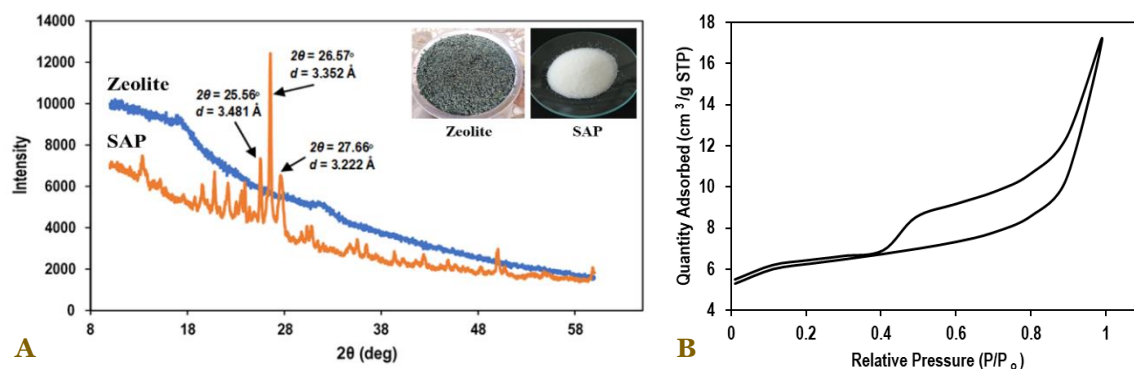 14000
12000
10000
8000
6000
4000
2000
0
Intensity
8
18
28
38
48
58
2θ (deg)
Zeolite
SAP
2θ = 25.56°
d = 3.481 Å
2θ = 26.57°
d = 3.352 Å
2θ = 27.66°
d = 3.222 Å
Zeolite
SAP
A
18
16
14
12
10
8
6
4
Quantity Adsorbed (cm ³/g STP)
0
0.2
0.4
0.6
0.8
1
Relative Pressure (P/Pₒ)
B